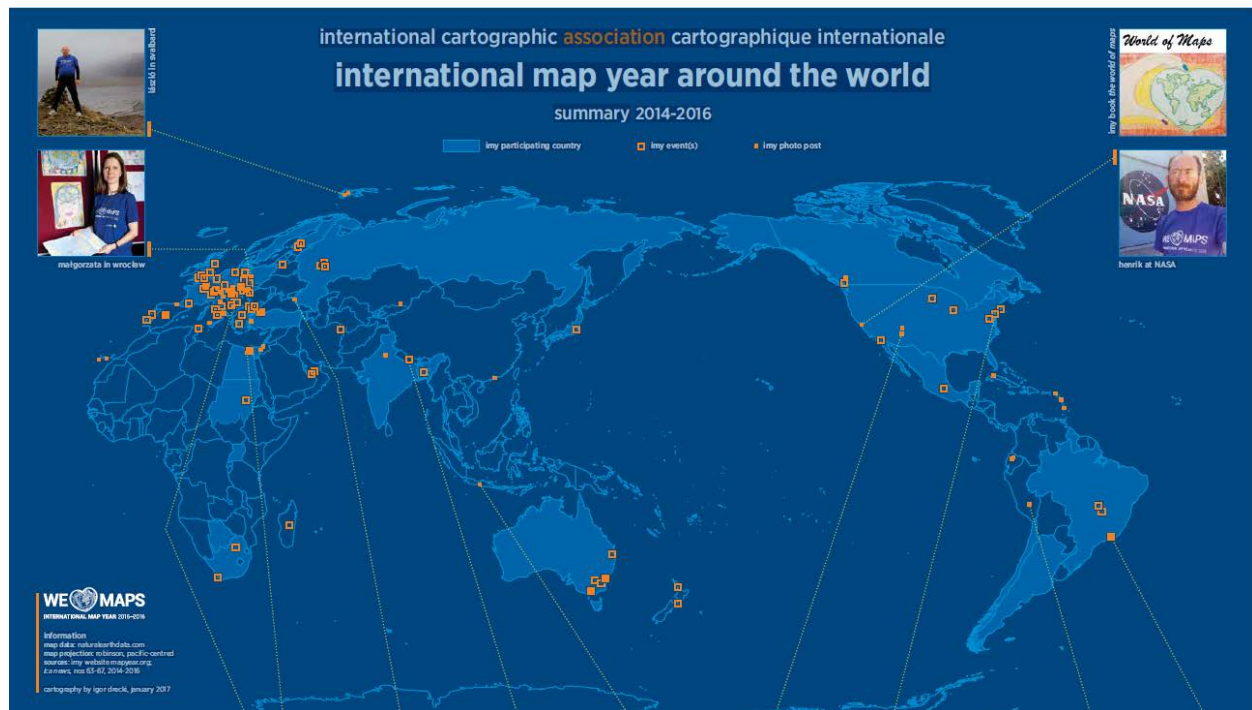 international cartographic association cartographique internationale
international map year around the world
summary 2014-2016
imy participating country
imy event(s)
imy photo post
lászló in svalbard
małgorzata in wrocław
imy book the world of maps
World of Maps
NASA
WE MAPS
henrik at NASA
WE MAPS
INTERNATIONAL MAP YEAR 2015-2016
information
map data: naturalearthdata.com
map projection: robinson, pacific-centred
sources: imy website mapyear.org;
ica news, nos 63-67, 2014-2016
cartography by igor drecki, january 2017